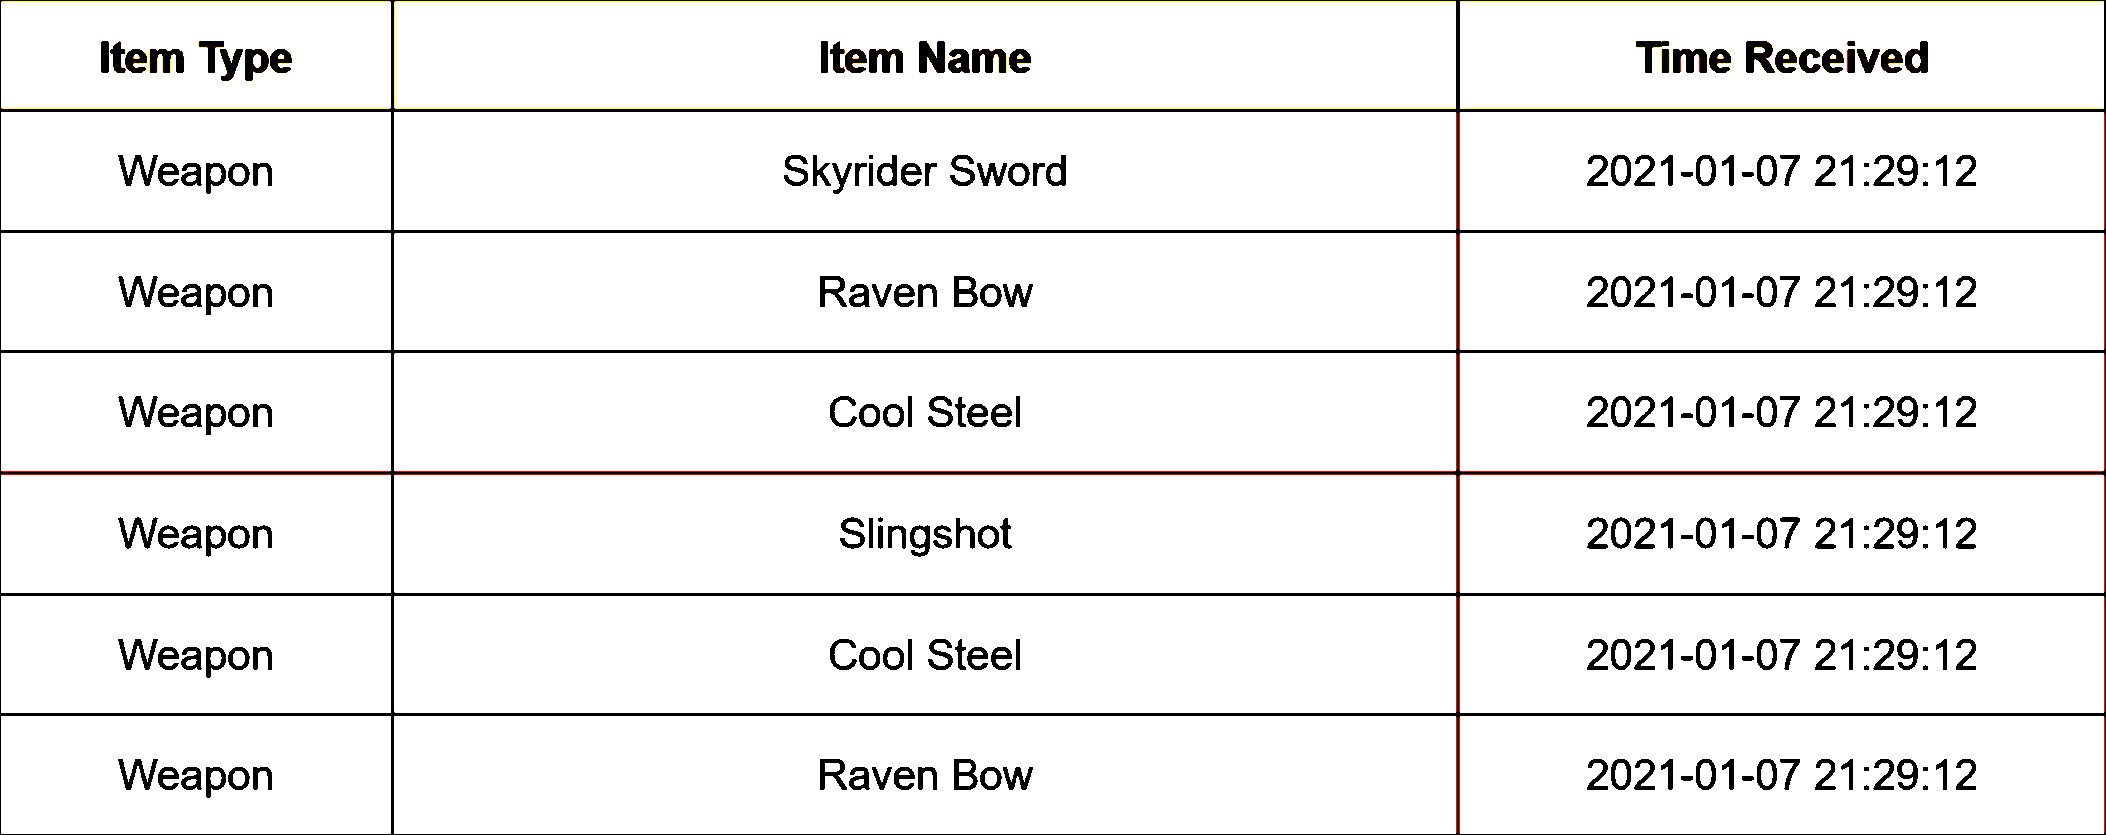 Item Type Item Name Time Received
Weapon Skyrider Sword 2021-01-07 21:29:12
Weapon Raven Bow 2021-01-07 21:29:12
Weapon Cool Steel 2021-01-07 21:29:12
Weapon Slingshot 2021-01-07 21:29:12
Weapon Cool Steel 2021-01-07 21:29:12
Weapon Raven Bow 2021-01-07 21:29:12